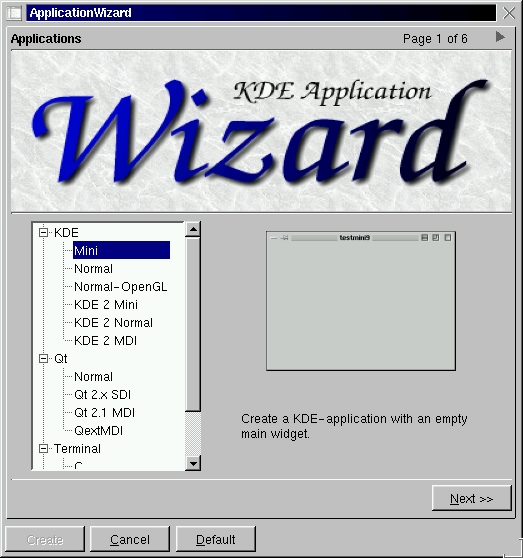 ApplicationWizard
Applications
Page 1 of 6
KDE Application
Wizard
KDE
Mini
Normal
Normal-OpenGL
KDE 2 Mini
KDE 2 Normal
KDE 2 MDI
Qt
Normal
Qt 2.x SDI
Qt 2.1 MDI
QextMDI
Terminal
C
testmini9
Create a KDE-application with an empty
main widget.
Next >>
Create
Cancel
Default